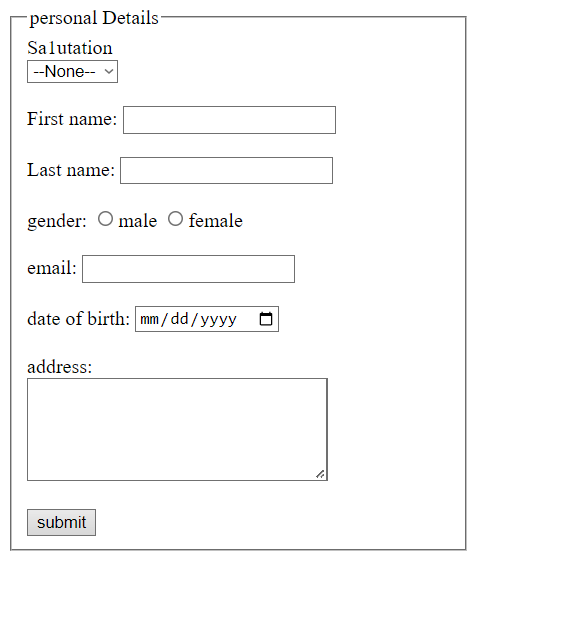 personal Details
Sa1utation
--None--
First name:
Last name:
gender: male female
email:
date of birth: mm/dd/yyyy
address:
submit